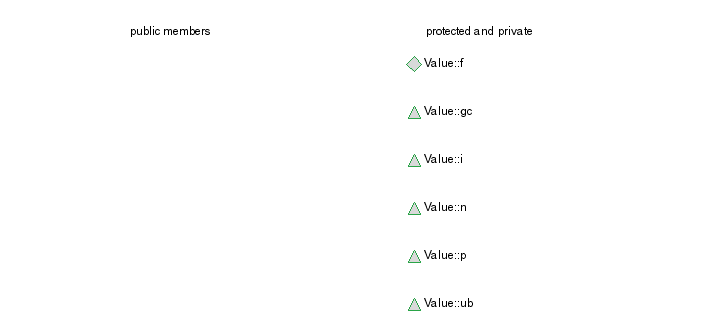 public members
protected and private
Value::f
Value::gc
Value::i
Value::n
Value::p
Value::ub